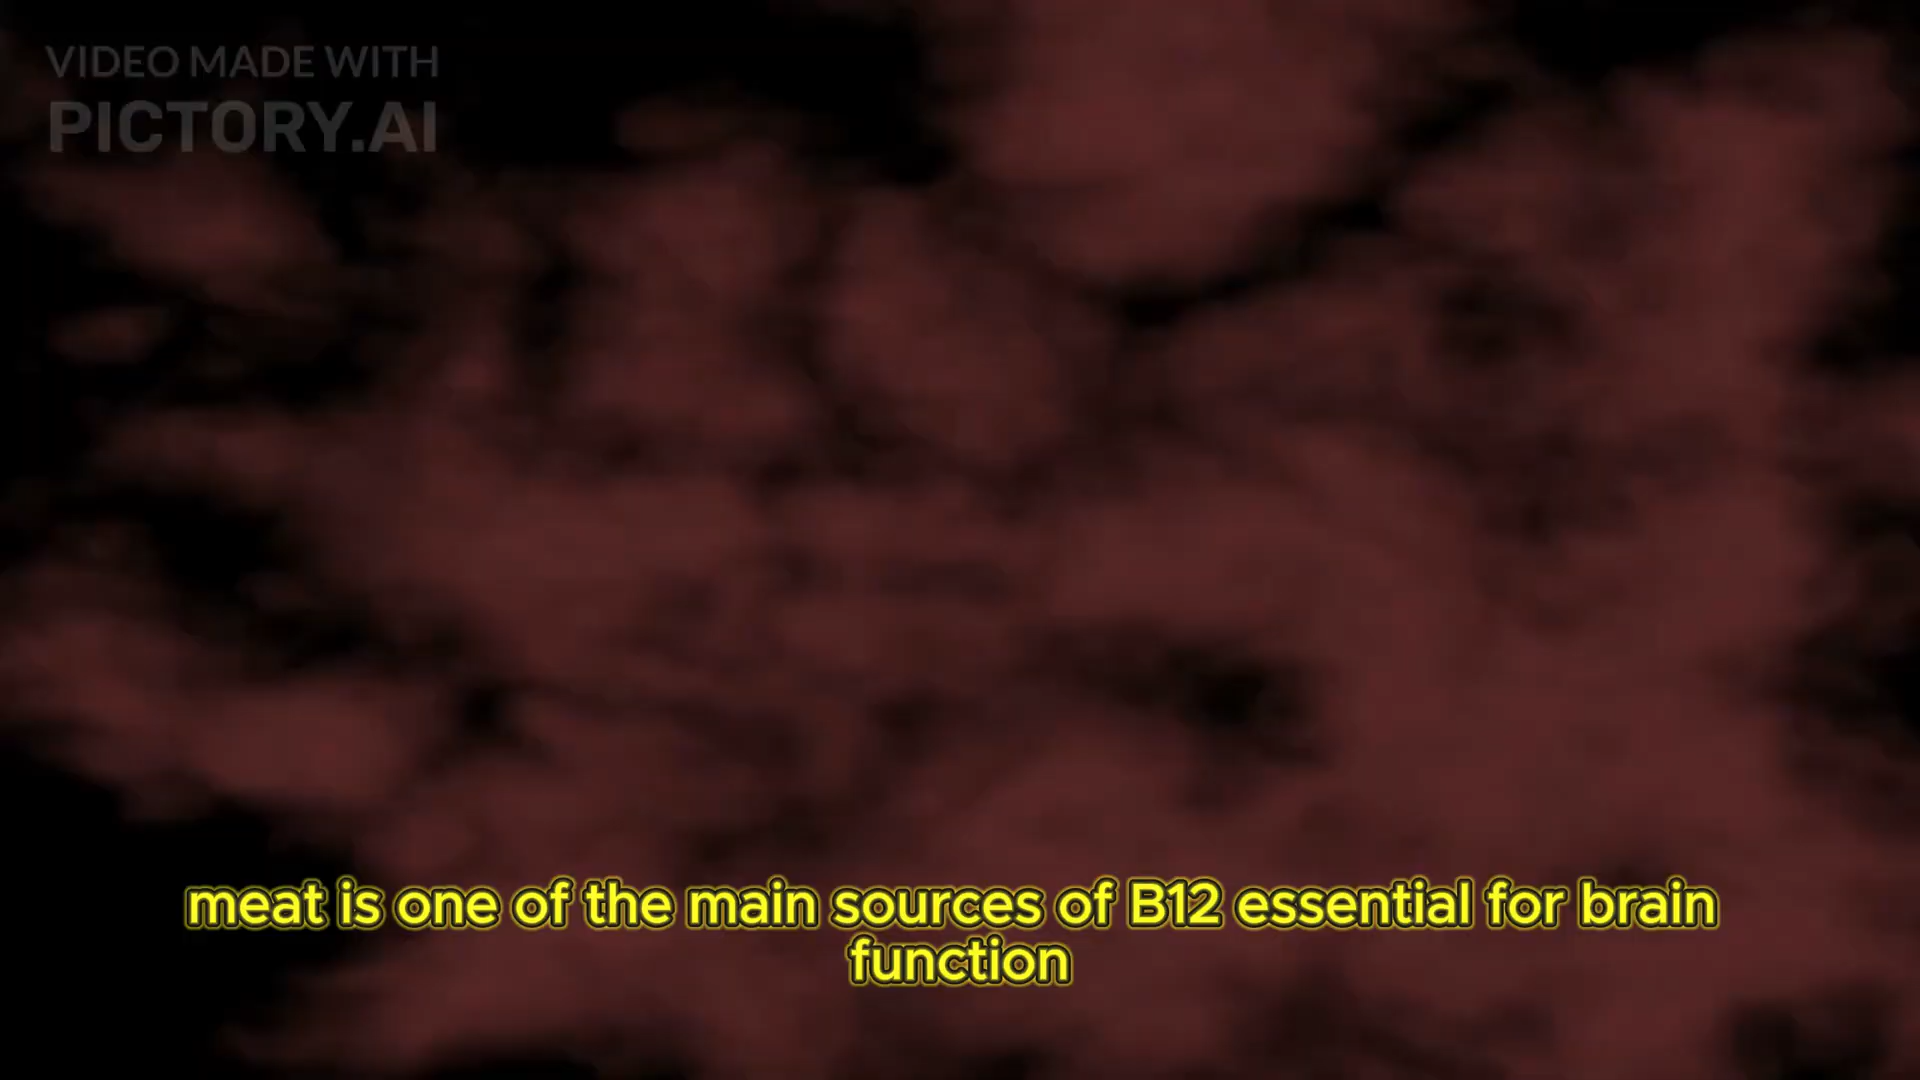 VIDEO MADE WITH
PICTORY.AI
meat is one of the main sources of B12 essential for brain
function